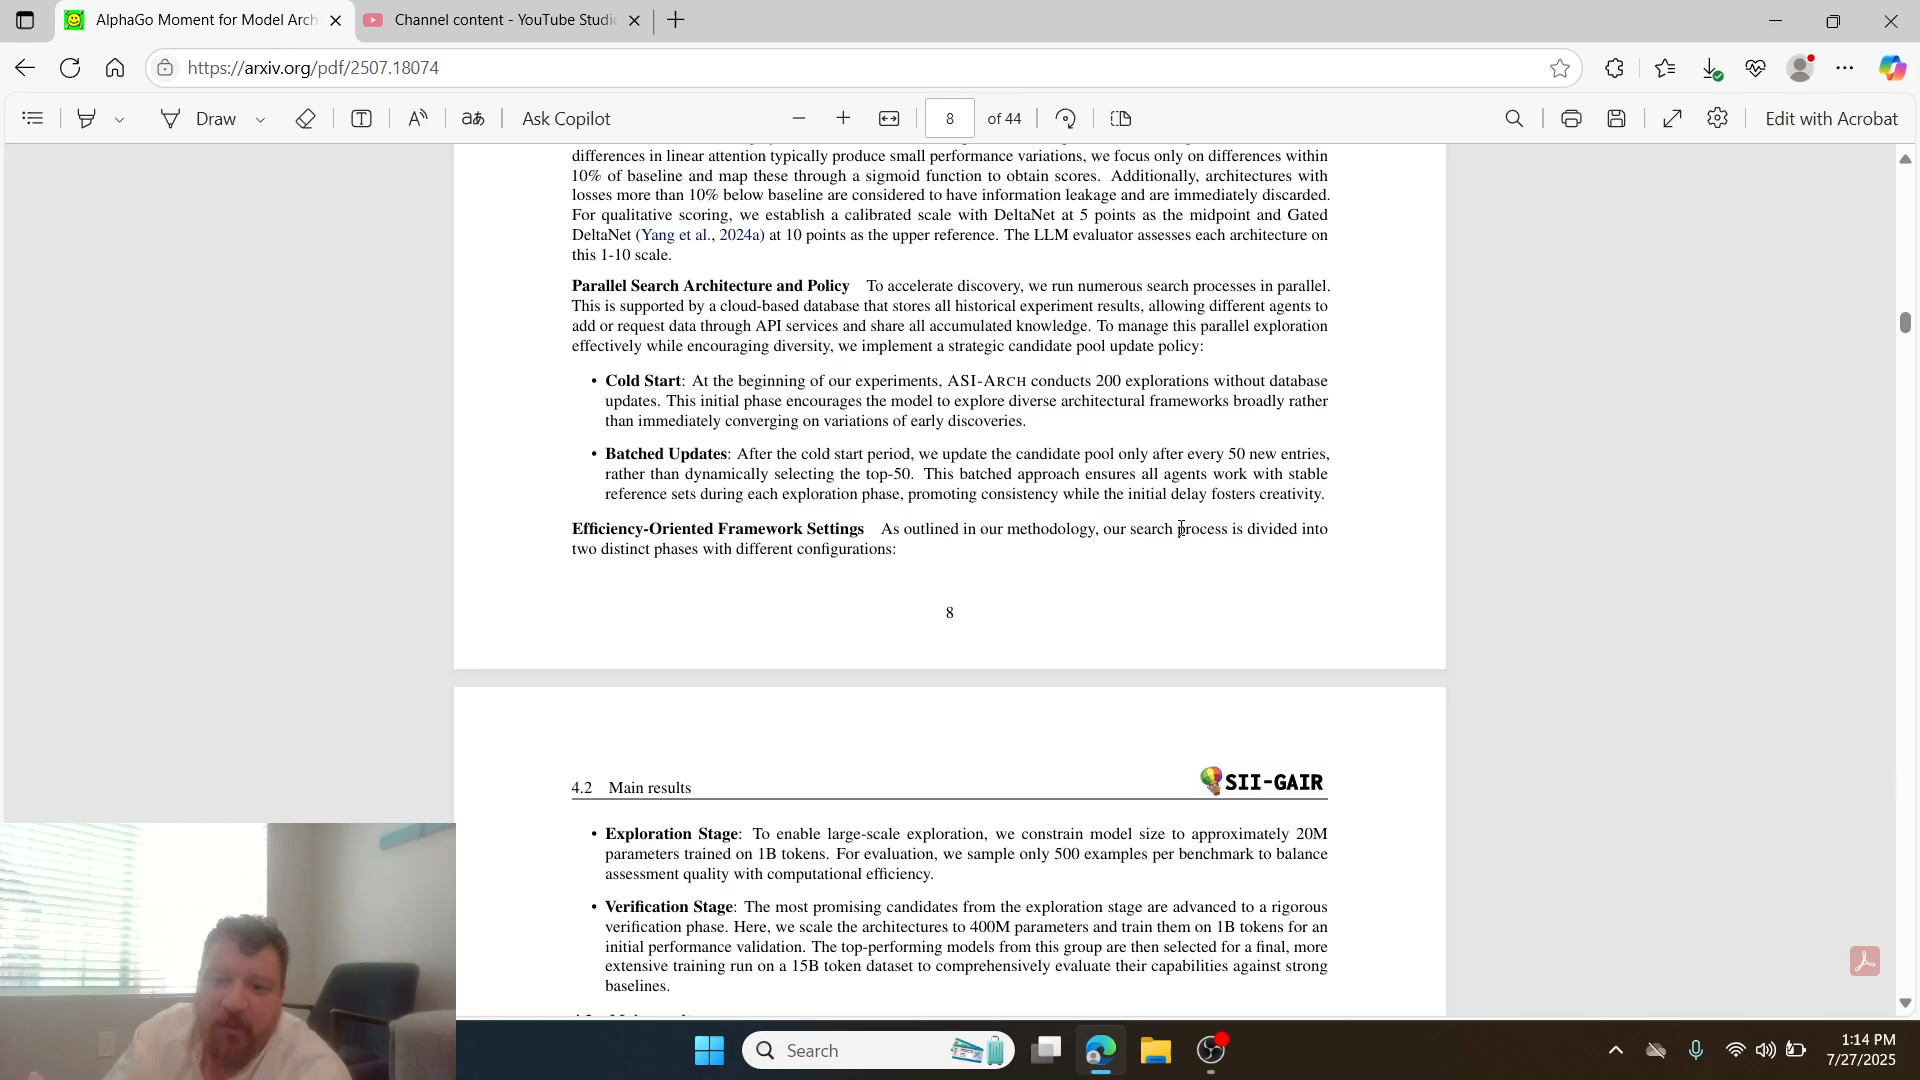 AlphaGo Moment for Model Arch
Channel content - YouTube Studio
https://arxiv.org/pdf/2507.18074
Draw
Ask Copilot
8 of 44
Edit with Acrobat
differences in linear attention typically produce small performance variations, we focus only on differences within
10% of baseline and map these through a sigmoid function to obtain scores. Additionally, architectures with
losses more than 10% below baseline are considered to have information leakage and are immediately discarded.
For qualitative scoring, we establish a calibrated scale with DeltaNet at 5 points as the midpoint and Gated
DeltaNet (Yang et al., 2024a) at 10 points as the upper reference. The LLM evaluator assesses each architecture on
this 1-10 scale.
Parallel Search Architecture and Policy To accelerate discovery, we run numerous search processes in parallel.
This is supported by a cloud-based database that stores all historical experiment results, allowing different agents to
add or request data through API services and share all accumulated knowledge. To manage this parallel exploration
effectively while encouraging diversity, we implement a strategic candidate pool update policy:
• Cold Start: At the beginning of our experiments, ASI-ARCH conducts 200 explorations without database
updates. This initial phase encourages the model to explore diverse architectural frameworks broadly rather
than immediately converging on variations of early discoveries.
• Batched Updates: After the cold start period, we update the candidate pool only after every 50 new entries,
rather than dynamically selecting the top-50. This batched approach ensures all agents work with stable
reference sets during each exploration phase, promoting consistency while the initial delay fosters creativity.
Efficiency-Oriented Framework Settings As outlined in our methodology, our search process is divided into
two distinct phases with different configurations:
8
4.2 Main results
SII-GAIR
• Exploration Stage: To enable large-scale exploration, we constrain model size to approximately 20M
parameters trained on 1B tokens. For evaluation, we sample only 500 examples per benchmark to balance
assessment quality with computational efficiency.
• Verification Stage: The most promising candidates from the exploration stage are advanced to a rigorous
verification phase. Here, we scale the architectures to 400M parameters and train them on 1B tokens for an
initial performance validation. The top-performing models from this group are then selected for a final, more
extensive training run on a 15B token dataset to comprehensively evaluate their capabilities against strong
baselines.
Search
1:14 PM
7/27/2025